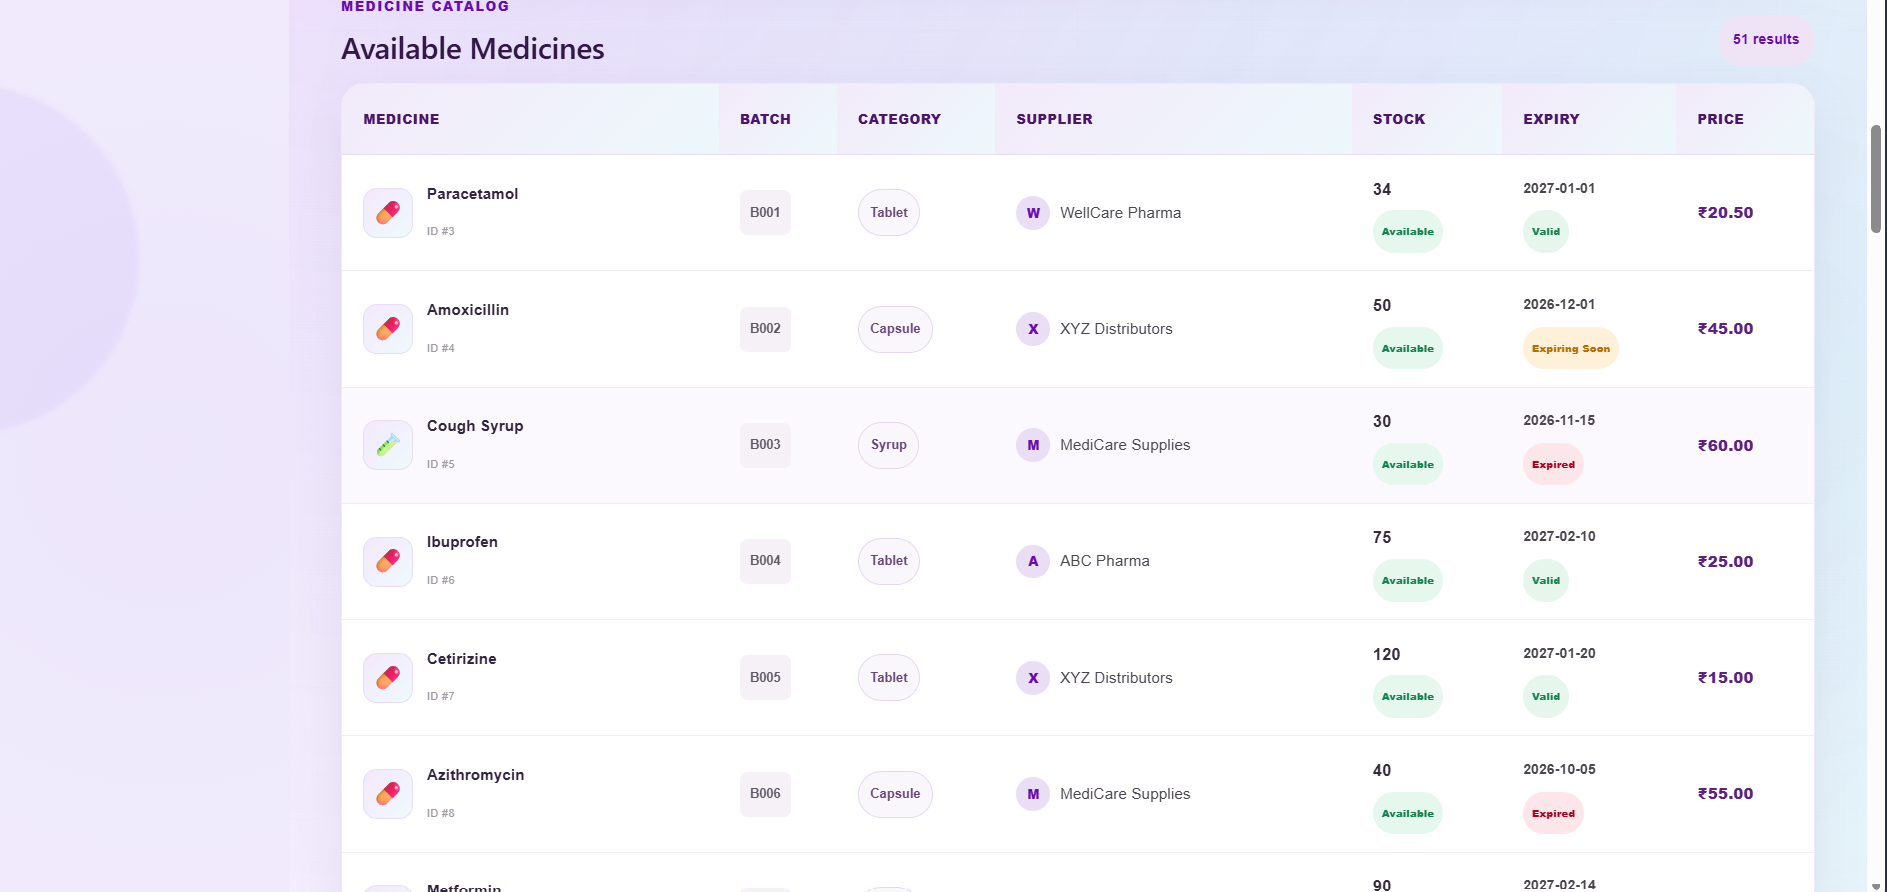 MEDICINE CATALOG
Available Medicines
51 results
MEDICINE BATCH CATEGORY SUPPLIER STOCK EXPIRY PRICE
Paracetamol
ID #3
B001
Tablet
W WellCare Pharma
34
Available
2027-01-01
Valid
₹20.50
Amoxicillin
ID #4
B002
Capsule
X XYZ Distributors
50
Available
2026-12-01
Expiring Soon
₹45.00
Cough Syrup
ID #5
B003
Syrup
M MediCare Supplies
30
Available
2026-11-15
Expired
₹60.00
Ibuprofen
ID #6
B004
Tablet
A ABC Pharma
75
Available
2027-02-10
Valid
₹25.00
Cetirizine
ID #7
B005
Tablet
X XYZ Distributors
120
Available
2027-01-20
Valid
₹15.00
Azithromycin
ID #8
B006
Capsule
M MediCare Supplies
40
Available
2026-10-05
Expired
₹55.00
Metformin
90
2027-02-14